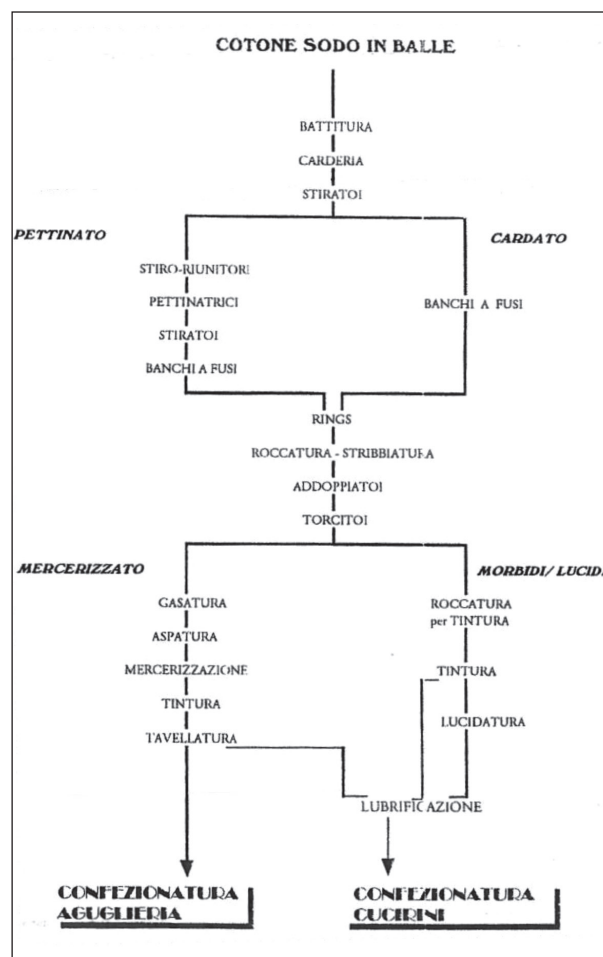 COTONE SODO IN BALLE
BATTITURA
CARDERIA
STIRATOI
PETTINATO
CARDATO
STIRO-RIUNITORI
PETTINATRICI
BANCHI A FUSI
STIRATOI
BANCHI A FUSI
RINGS
ROCCATURA - STRIBBIATURA
ADDOPPIATOI
TORCITOI
MERCERIZZATO
MORBIDI/LUCIDI
GASATURA
ROCCATURA
per TINTURA
ASPATURA
MERCERIZZAZIONE
TINTURA
TINTURA
LUCIDATURA
TAVELLATURA
LUBRIFICAZIONE
CONFEZIONATURA
AGUGLIERIA
CONFEZIONATURA
CUCIRINI